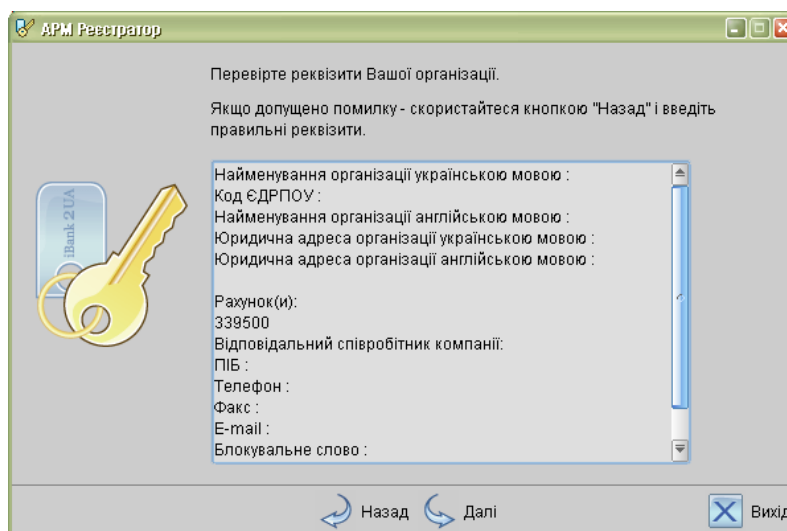 АРМ Реєстратор
Перевірте реквізити Вашої організації.
Якщо допущено помилку - скористайтеся кнопкою "Назад" і введіть
правильні реквізити.
iBank 2 UA
Найменування організації українською мовою :
Код ЄДРПОУ :
Найменування організації англійською мовою :
Юридична адреса організації українською мовою :
Юридична адреса організації англійською мовою :
Рахунок(и):
339500
Відповідальний співробітник компанії:
ПІБ :
Телефон :
Факс :
E-mail :
Блокувальне слово :
Назад Далі Вихід